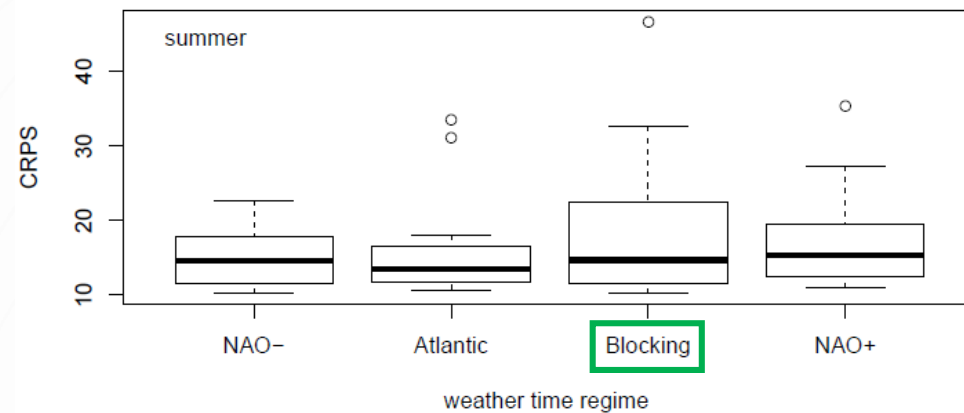 summer
CRPS
40
30
20
10
NAO− Atlantic Blocking NAO+
weather time regime